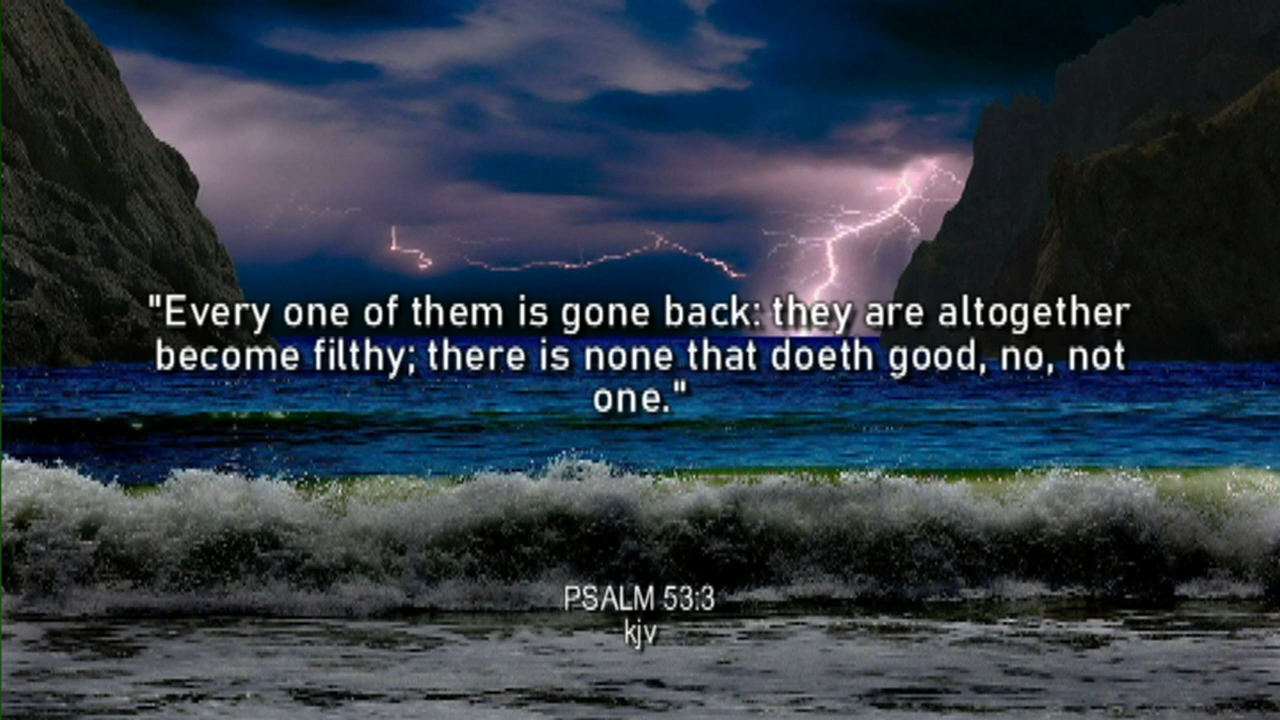 "Every one of them is gone back: they are altogether
become filthy; there is none that doeth good, no, not
one."
PSALM 53:3
kjv